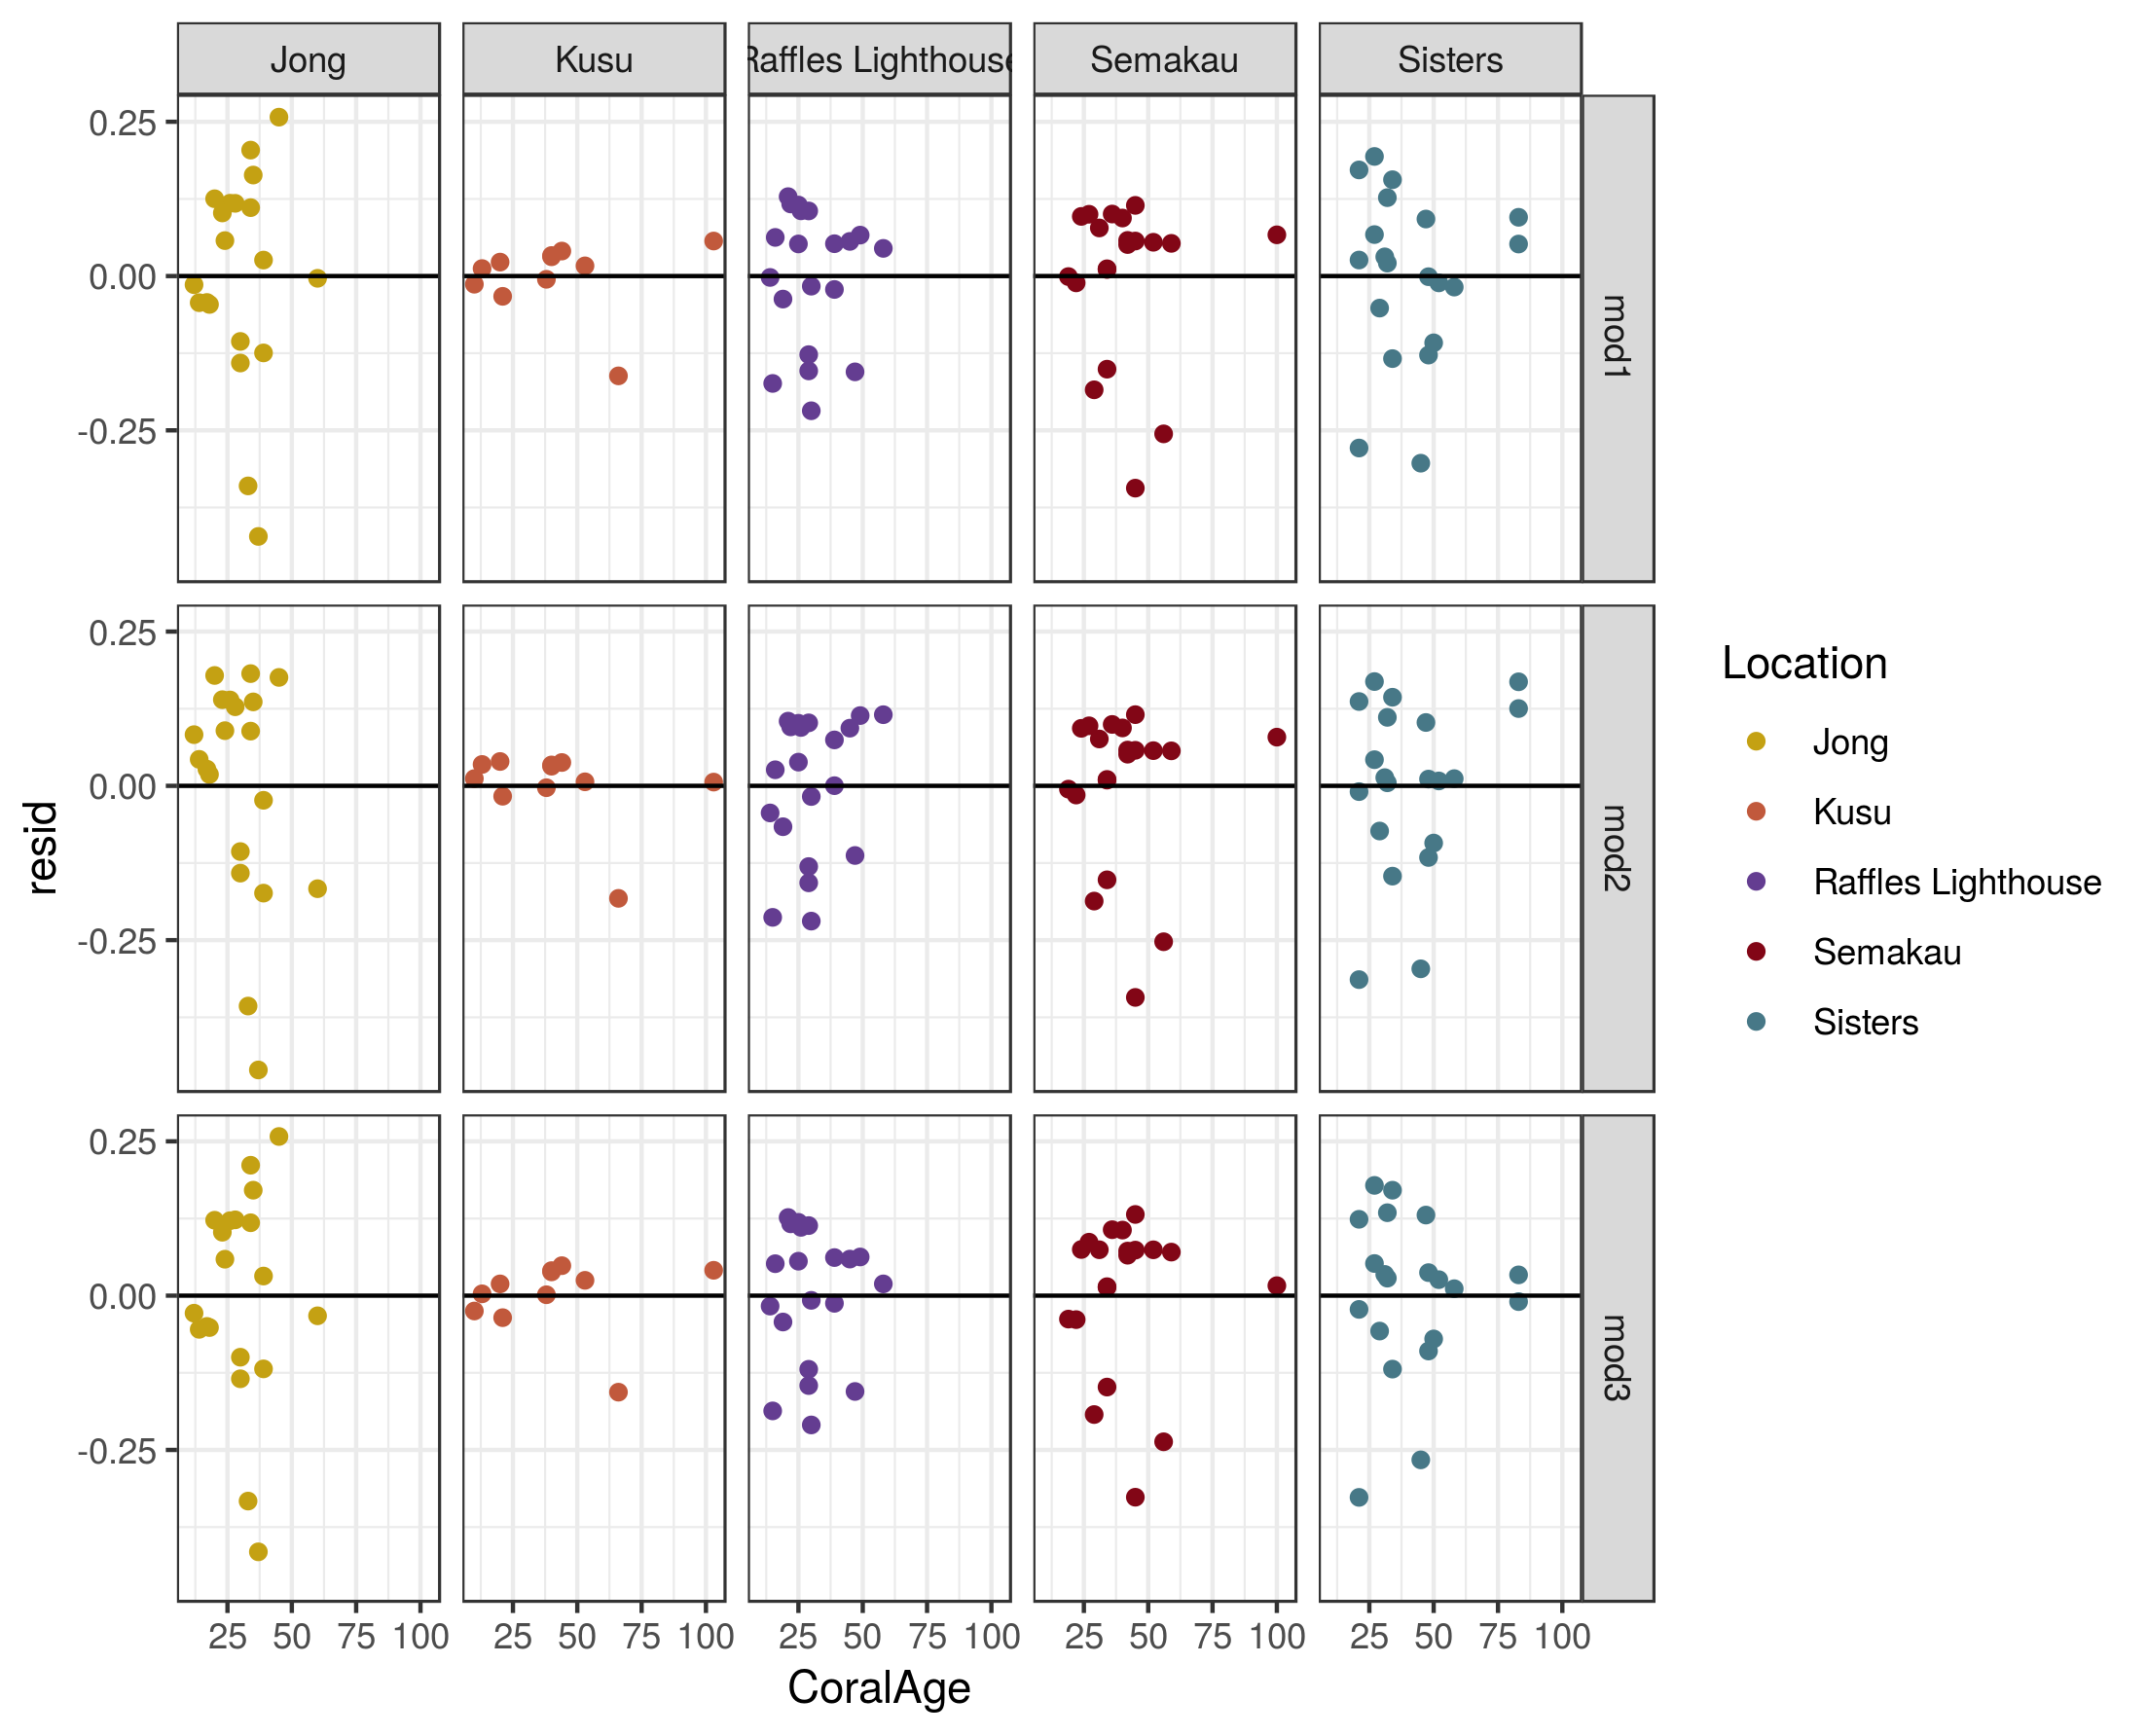 Jong Kusu Raffles Lighthouse Semakau Sisters
0.25
0.00
-0.25
mod1
0.25
0.00
-0.25
mod2
0.25
0.00
-0.25
mod3
25 50 75 100 25 50 75 100 25 50 75 100 25 50 75 100 25 50 75 100
CoralAge
resid
Location
Jong
Kusu
Raffles Lighthouse
Semakau
Sisters